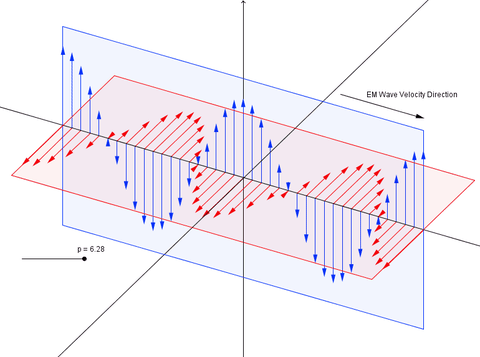 EM Wave Velocity Direction
p = 6.28